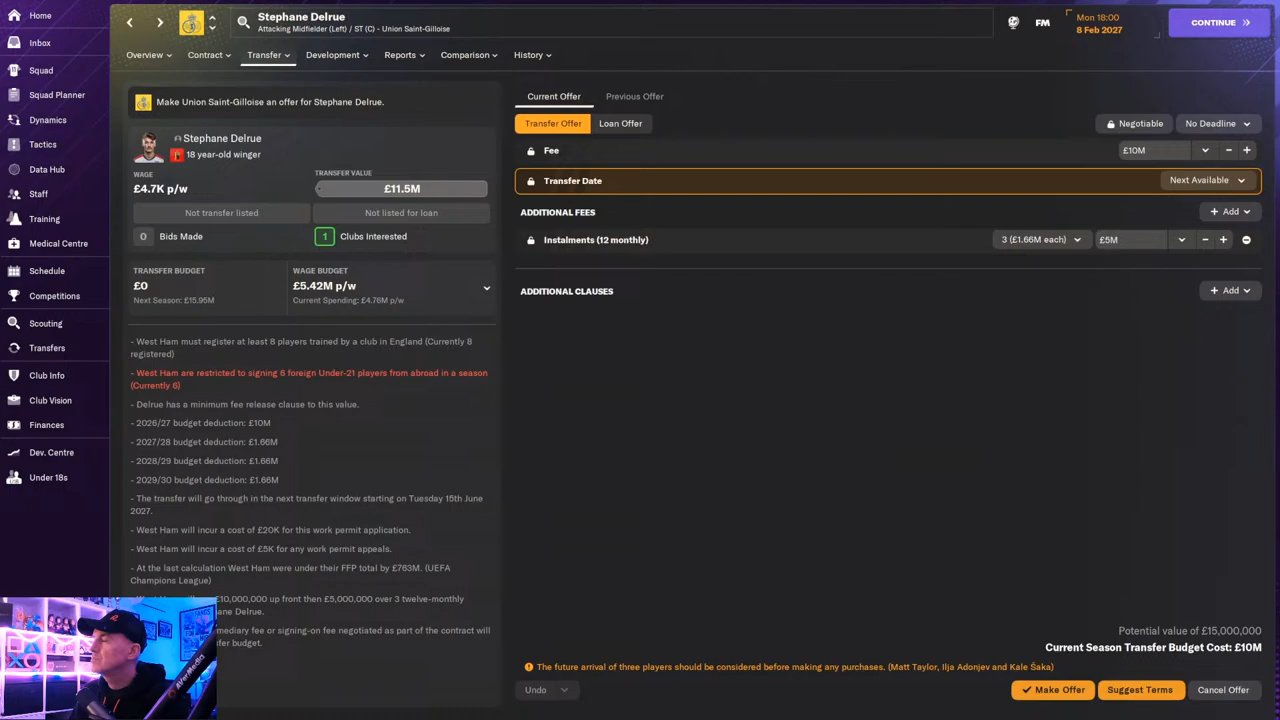 Home
Inbox
Squad
Squad Planner
Dynamics
Tactics
Data Hub
Staff
Training
Medical Centre
Schedule
Competitions
Scouting
Transfers
Club Info
Club Vision
Finances
Dev. Centre
Under 18s
Stephane Delrue
Attacking Midfielder (Left) / ST (C) - Union Saint-Gilloise
FM
Mon 18:00
8 Feb 2027
CONTINUE
Overview
Contract
Transfer
Development
Reports
Comparison
History
Make Union Saint-Gilloise an offer for Stephane Delrue.
Stephane Delrue
18 year-old winger
WAGE
£4.7K p/w
TRANSFER VALUE
£11.5M
Not transfer listed
Not listed for loan
0 Bids Made
1 Clubs Interested
TRANSFER BUDGET
£0
Next Season: £15.95M
WAGE BUDGET
£5.42M p/w
Current Spending: £4.76M p/w
- West Ham must register at least 8 players trained by a club in England (Currently 8
registered)
- West Ham are restricted to signing 6 foreign Under-21 players from abroad in a season
(Currently 6)
- Delrue has a minimum fee release clause to this value.
- 2026/27 budget deduction: £10M
- 2027/28 budget deduction: £1.66M
- 2028/29 budget deduction: £1.66M
- 2029/30 budget deduction: £1.66M
- The transfer will go through in the next transfer window starting on Tuesday 15th June
2027.
- West Ham will incur a cost of £20K for this work permit application.
- West Ham will incur a cost of £5K for any work permit appeals.
- At the last calculation West Ham were under their FFP total by £763M. (UEFA
Champions League)
£10,000,000 up front then £5,000,000 over 3 twelve-monthly
Delrue.
fee or signing-on fee negotiated as part of the contract will
budget.
Current Offer
Previous Offer
Transfer Offer
Loan Offer
Negotiable
No Deadline
Fee
£10M
Transfer Date
Next Available
ADDITIONAL FEES
Add
Instalments (12 monthly)
3 (£1.66M each)
£5M
ADDITIONAL CLAUSES
Add
Potential value of £15,000,000
Current Season Transfer Budget Cost: £10M
The future arrival of three players should be considered before making any purchases. (Matt Taylor, Ilja Adonjev and Kale Šaka)
Undo
Make Offer
Suggest Terms
Cancel Offer
AVerMedia